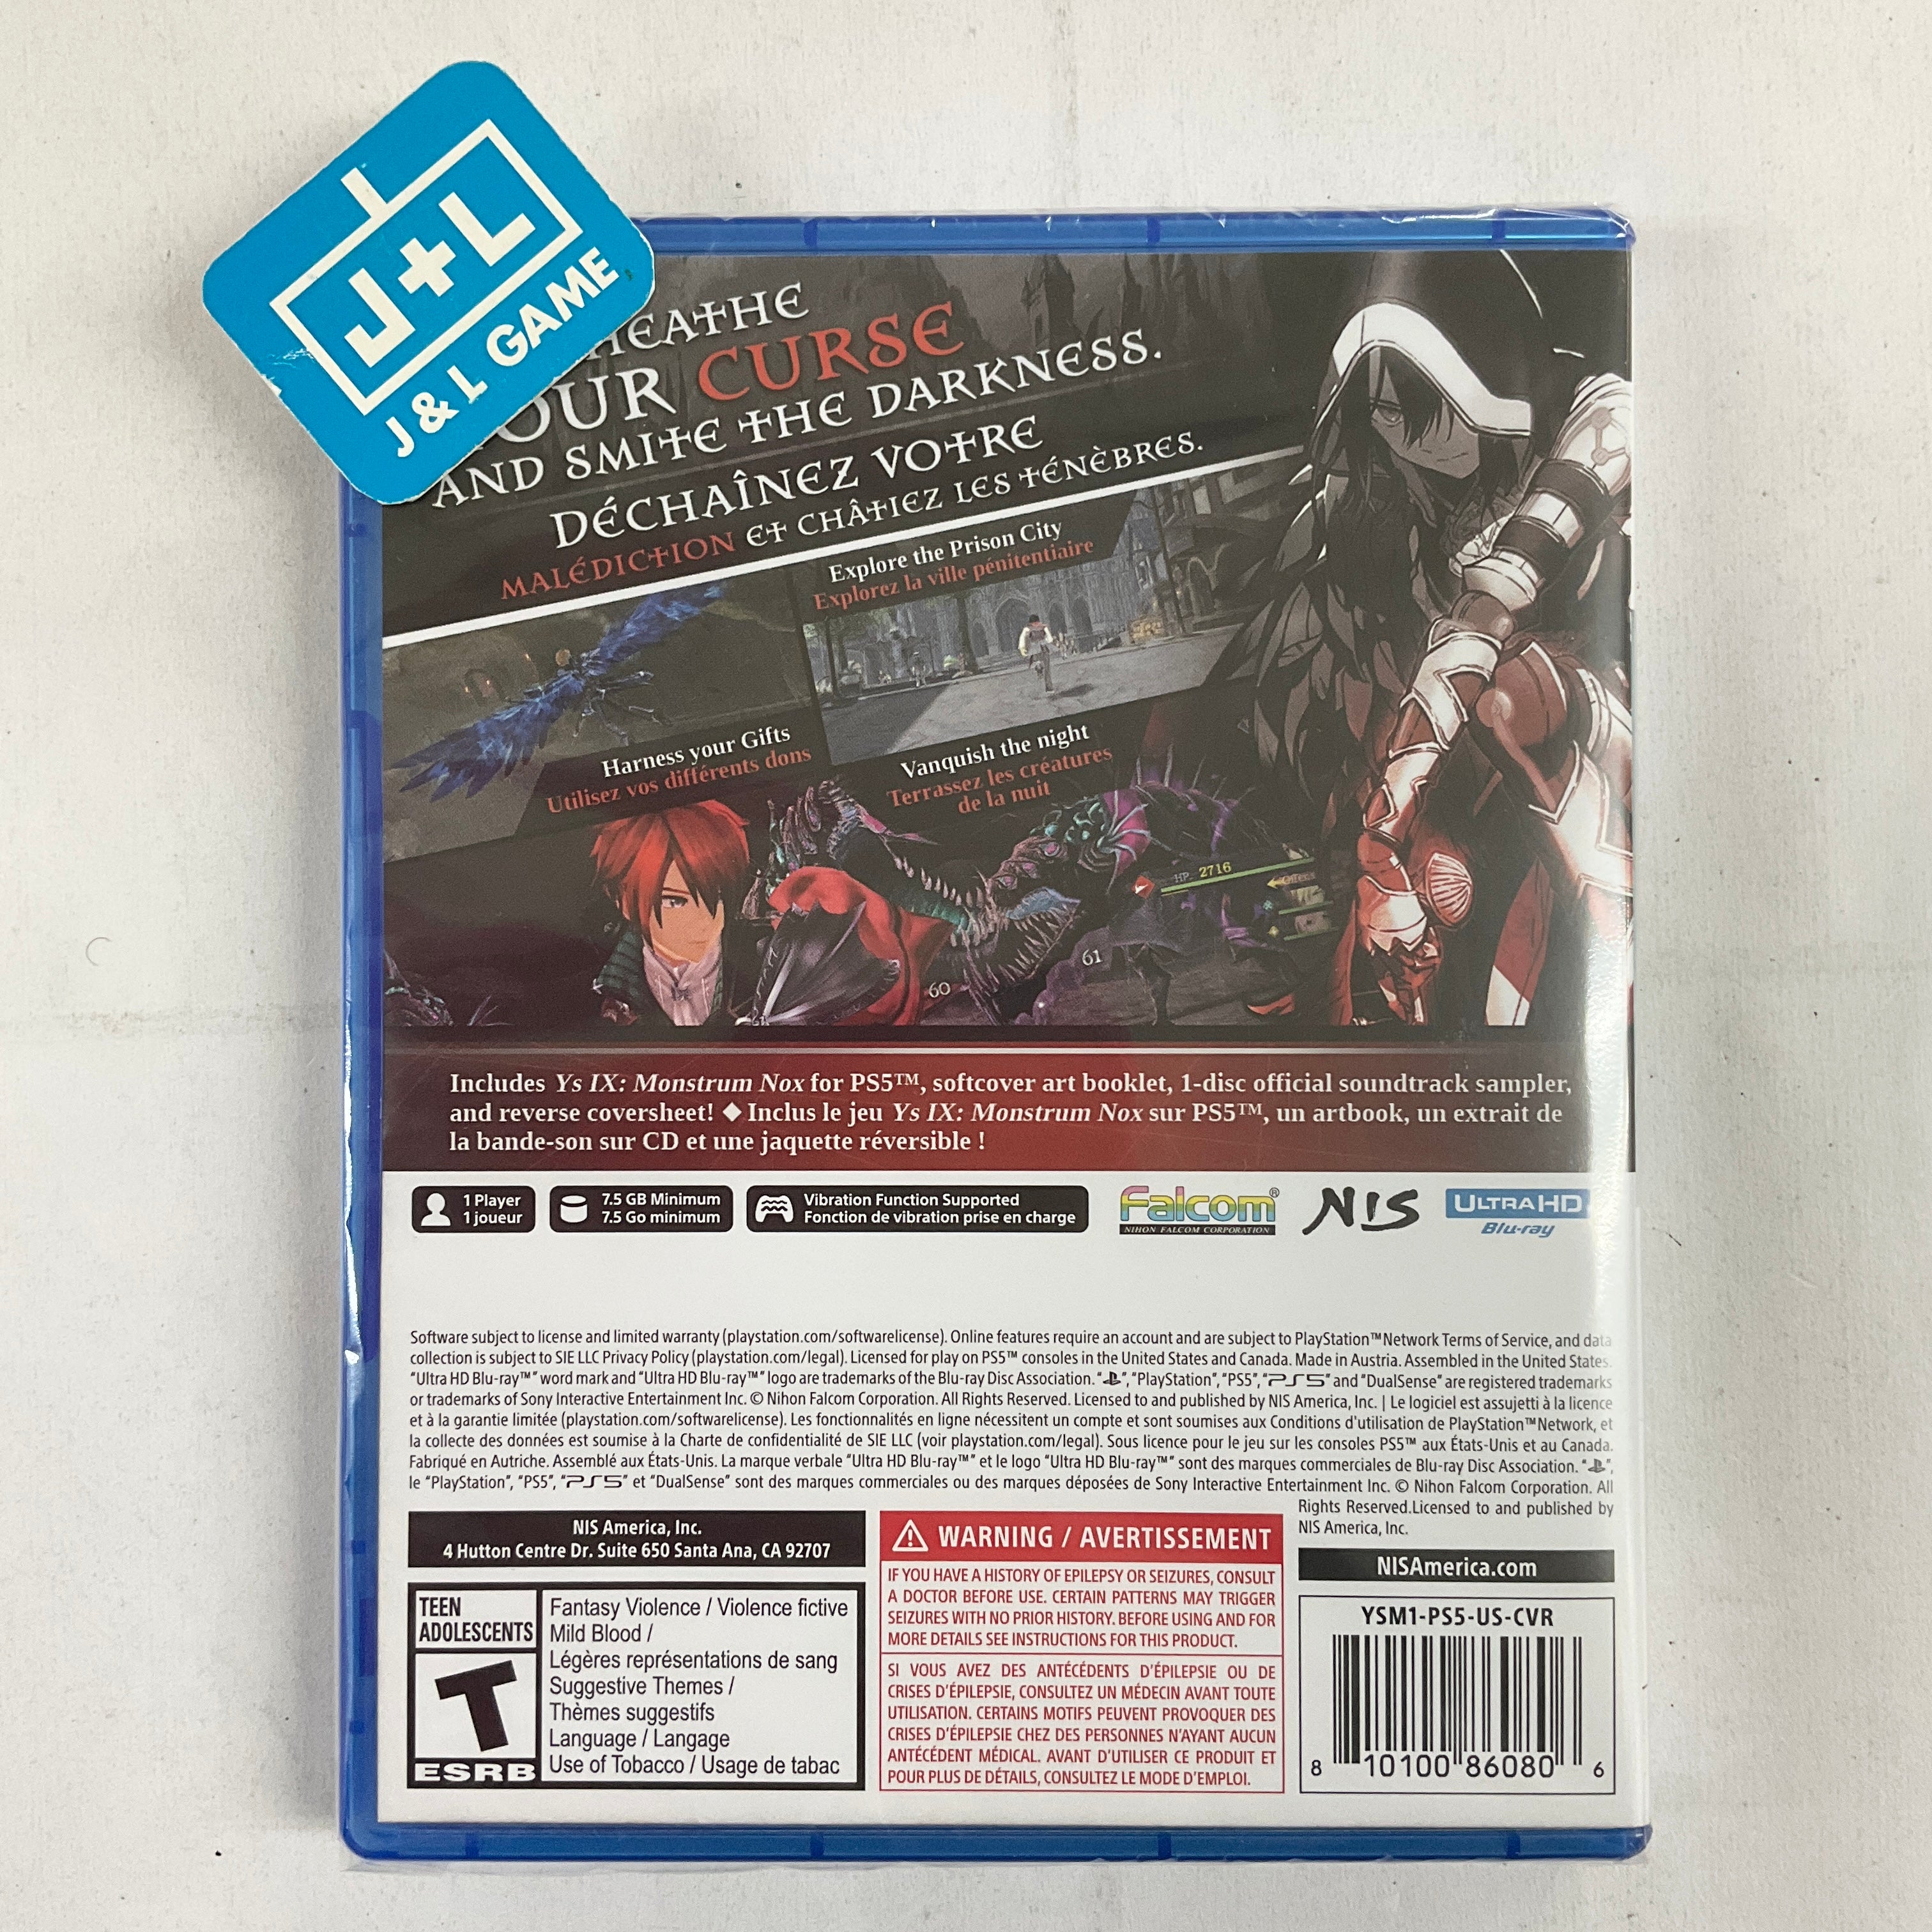 J+L
J & L GAME
CURSE
AND SMITE THE DARKNESS.
DÉCHAÎNEZ VOTRE
MALÉDICTION ET CHÂTIEZ LES TÉNÈBRES.
Explore the Prison City
Explorez la ville pénitentiaire
Harness your Gifts
Utilisez vos différents dons
Vanquish the night
Terrassez les créatures
de la nuit
HP 2716
61
60
Includes Ys IX: Monstrum Nox for PS5™, softcover art booklet, 1-disc official soundtrack sampler,
and reverse coversheet! ◆ Inclus le jeu Ys IX: Monstrum Nox sur PS5™, un artbook, un extrait de
la bande-son sur CD et une jaquette réversible !
1 Player
1 joueur
7.5 GB Minimum
7.5 Go minimum
Vibration Function Supported
Fonction de vibration prise en charge
Falcom®
NIHON FALCOM CORPORATION
NIS
ULTRA HD
Blu-ray
Software subject to license and limited warranty (playstation.com/softwarelicense). Online features require an account and are subject to PlayStation™Network Terms of Service, and data
collection is subject to SIE LLC Privacy Policy (playstation.com/legal). Licensed for play on PS5™ consoles in the United States and Canada. Made in Austria. Assembled in the United States.
"Ultra HD Blu-ray™" word mark and "Ultra HD Blu-ray™" logo are trademarks of the Blu-ray Disc Association. "", "PlayStation", "PS5", "PS5" and "DualSense" are registered trademarks
or trademarks of Sony Interactive Entertainment Inc. © Nihon Falcom Corporation. All Rights Reserved. Licensed to and published by NIS America, Inc. | Le logiciel est assujetti à la licence
et à la garantie limitée (playstation.com/softwarelicense). Les fonctionnalités en ligne nécessitent un compte et sont soumises aux Conditions d'utilisation de PlayStation™Network, et
la collecte des données est soumise à la Charte de confidentialité de SIE LLC (voir playstation.com/legal). Sous licence pour le jeu sur les consoles PS5™ aux États-Unis et au Canada.
Fabriqué en Autriche. Assemblé aux États-Unis. La marque verbale "Ultra HD Blu-ray™" et le logo "Ultra HD Blu-ray™" sont des marques commerciales de Blu-ray Disc Association. "",
le "PlayStation", "PS5", "PS5" et "DualSense" sont des marques commerciales ou des marques déposées de Sony Interactive Entertainment Inc. © Nihon Falcom Corporation. All
Rights Reserved.Licensed to and published by
NIS America, Inc.
NIS America, Inc.
4 Hutton Centre Dr. Suite 650 Santa Ana, CA 92707
TEEN
ADOLESCENTS
T
ESRB
Fantasy Violence / Violence fictive
Mild Blood /
Légères représentations de sang
Suggestive Themes /
Thèmes suggestifs
Language / Langage
Use of Tobacco / Usage de tabac
WARNING / AVERTISSEMENT
IF YOU HAVE A HISTORY OF EPILEPSY OR SEIZURES, CONSULT
A DOCTOR BEFORE USE. CERTAIN PATTERNS MAY TRIGGER
SEIZURES WITH NO PRIOR HISTORY. BEFORE USING AND FOR
MORE DETAILS SEE INSTRUCTIONS FOR THIS PRODUCT.
SI VOUS AVEZ DES ANTÉCÉDENTS D'ÉPILEPSIE OU DE
CRISES D'ÉPILEPSIE, CONSULTEZ UN MÉDECIN AVANT TOUTE
UTILISATION. CERTAINS MOTIFS PEUVENT PROVOQUER DES
CRISES D'ÉPILEPSIE CHEZ DES PERSONNES N'AYANT AUCUN
ANTÉCÉDENT MÉDICAL. AVANT D'UTILISER CE PRODUIT ET
POUR PLUS DE DÉTAILS, CONSULTEZ LE MODE D'EMPLOI.
NISAmerica.com
YSM1-PS5-US-CVR
8 10100 86080 6